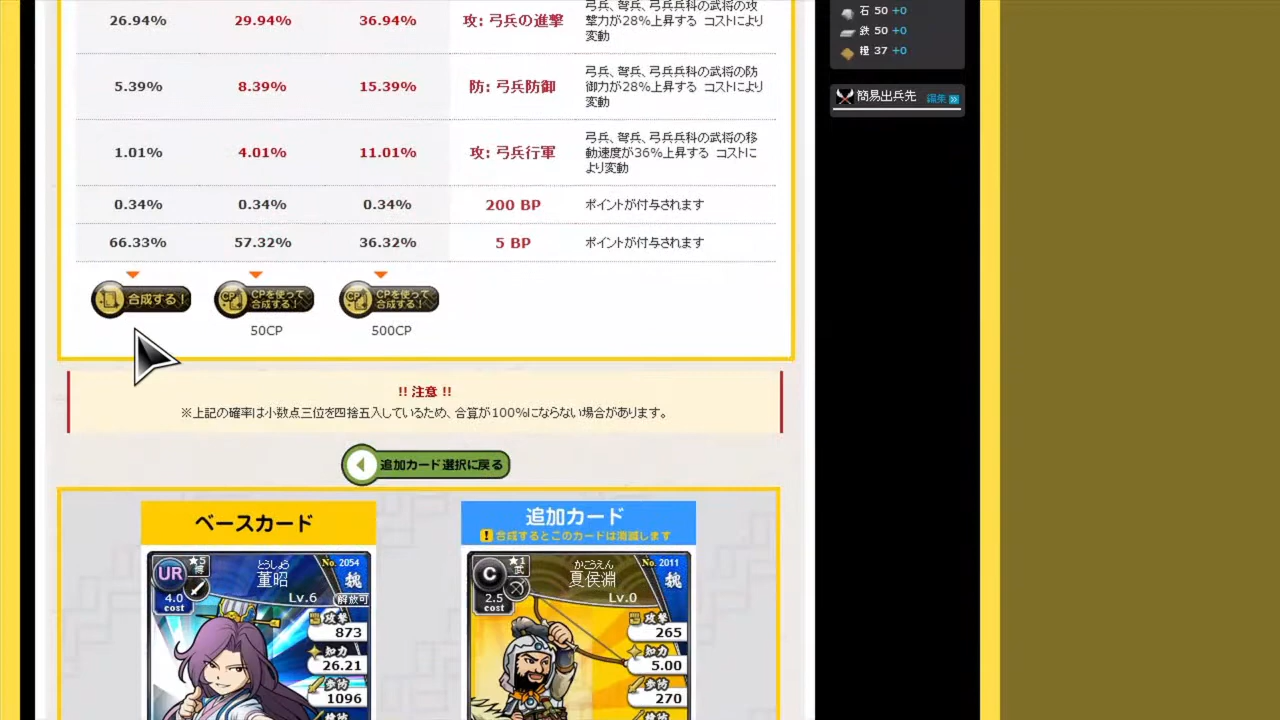 26.94% 29.94% 36.94% 攻: 弓兵の進撃
弓兵、弩兵、弓兵兵科の武将の攻
撃力が28%上昇する コストにより
変動
5.39% 8.39% 15.39% 防: 弓兵防御
弓兵、弩兵、弓兵兵科の武将の防
御力が28%上昇する コストにより
変動
1.01% 4.01% 11.01% 攻: 弓兵行軍
弓兵、弩兵、弓兵兵科の武将の移
動速度が36%上昇する コストに
より変動
0.34% 0.34% 0.34% 200 BP ポイントが付与されます
66.33% 57.32% 36.32% 5 BP ポイントが付与されます
合成する!
CP CPを使って
合成する!
CP CPを使って
合成する!
50CP 500CP
!! 注意 !!
※上記の確率は小数点三位を四捨五入しているため、合算が100%にならない場合があります。
追加カード選択に戻る
ベースカード
UR ★5
4.0
cost
とうしょう
董昭
No. 2054
魏
Lv.6 解放可
攻撃
873
知力
26.21
歩防
1096
追加カード
! 合成するとこのカードは消滅します
C ★1
武
2.5
cost
かこうえん
夏侯淵
No. 2011
魏
Lv.0
攻撃
265
知力
5.00
歩防
270
石 50 +0
鉄 50 +0
糧 37 +0
簡易出兵先 編集